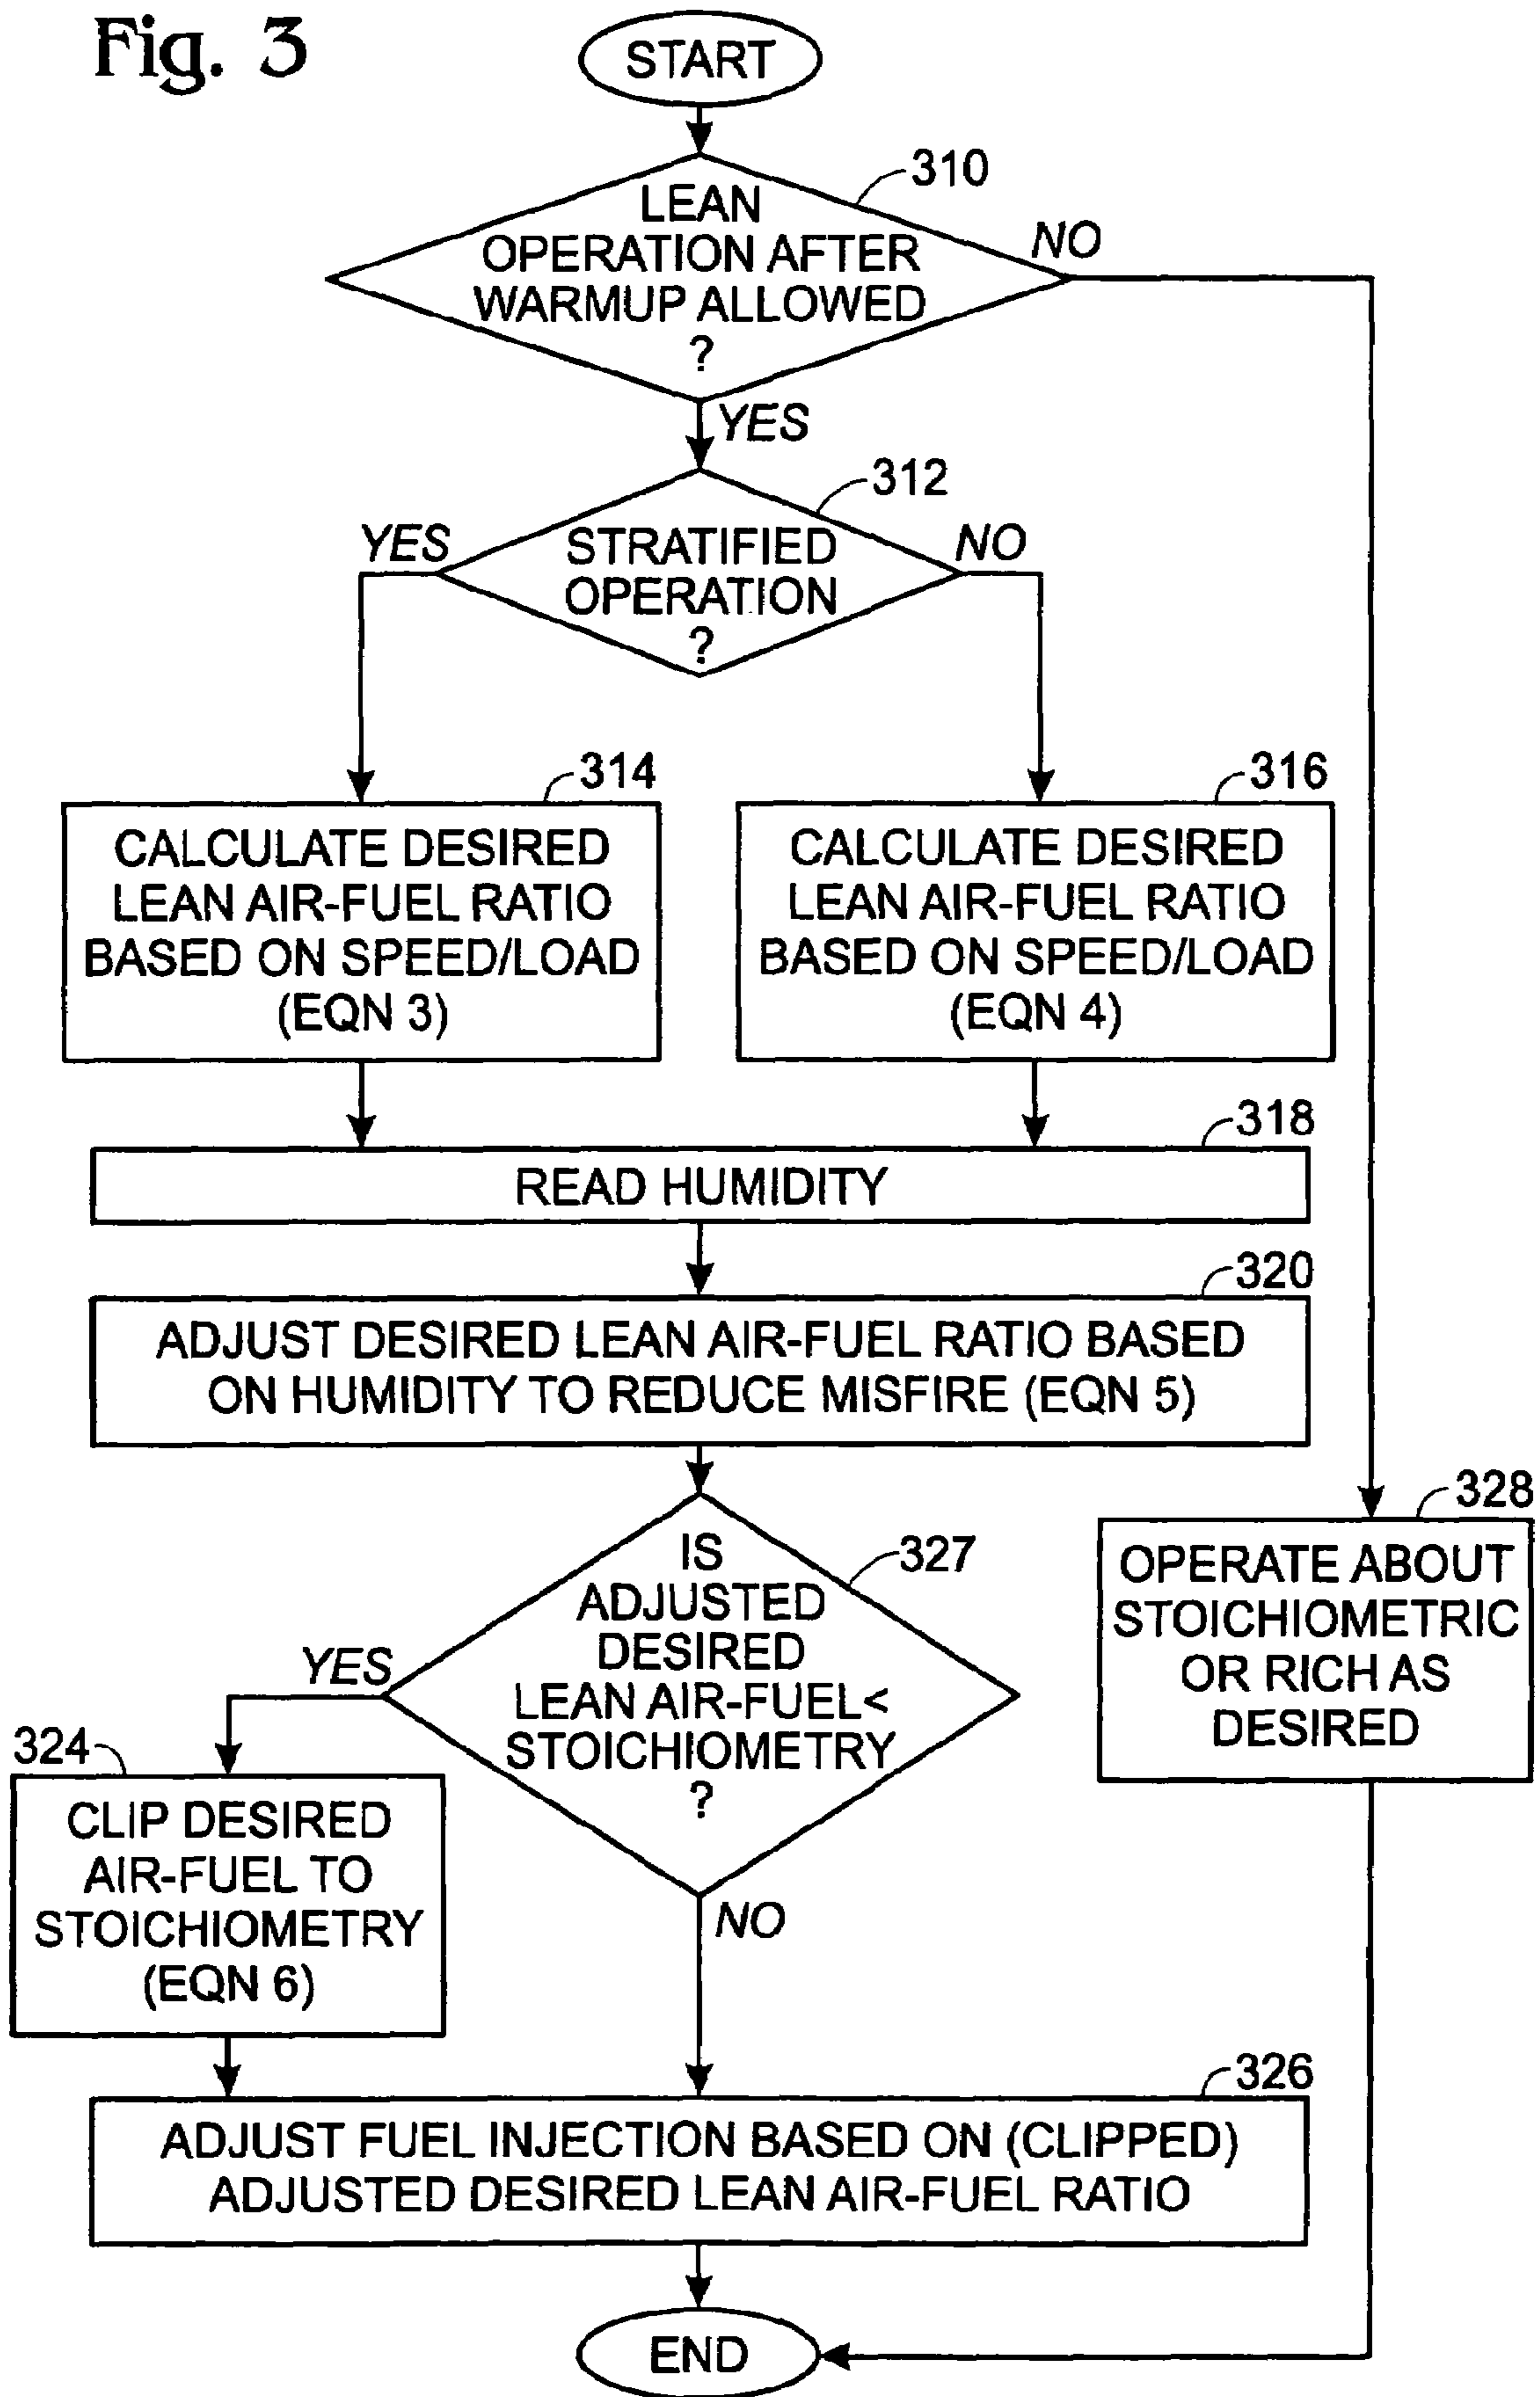 Fig. 3
START
310
LEAN
OPERATION AFTER
WARMUP ALLOWED
?
NO
YES
312
YES
STRATIFIED
OPERATION
?
NO
314
CALCULATE DESIRED
LEAN AIR-FUEL RATIO
BASED ON SPEED/LOAD
(EQN 3)
316
CALCULATE DESIRED
LEAN AIR-FUEL RATIO
BASED ON SPEED/LOAD
(EQN 4)
318
READ HUMIDITY
320
ADJUST DESIRED LEAN AIR-FUEL RATIO BASED
ON HUMIDITY TO REDUCE MISFIRE (EQN 5)
327
IS
ADJUSTED
DESIRED
LEAN AIR-FUEL<
STOICHIOMETRY
?
YES
NO
328
OPERATE ABOUT
STOICHIOMETRIC
OR RICH AS
DESIRED
324
CLIP DESIRED
AIR-FUEL TO
STOICHIOMETRY
(EQN 6)
326
ADJUST FUEL INJECTION BASED ON (CLIPPED)
ADJUSTED DESIRED LEAN AIR-FUEL RATIO
END